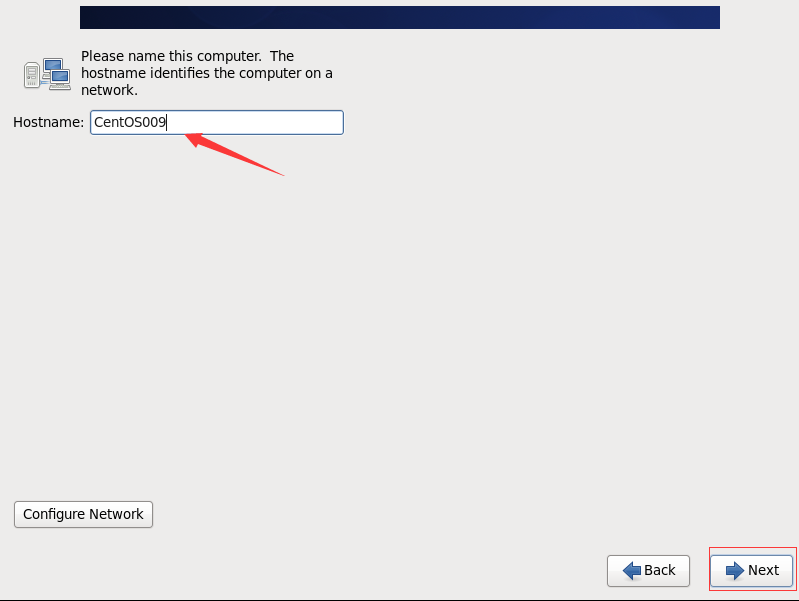 Please name this computer.  The
hostname identifies the computer on a
network.
Hostname: CentOS009
Configure Network
Back
Next